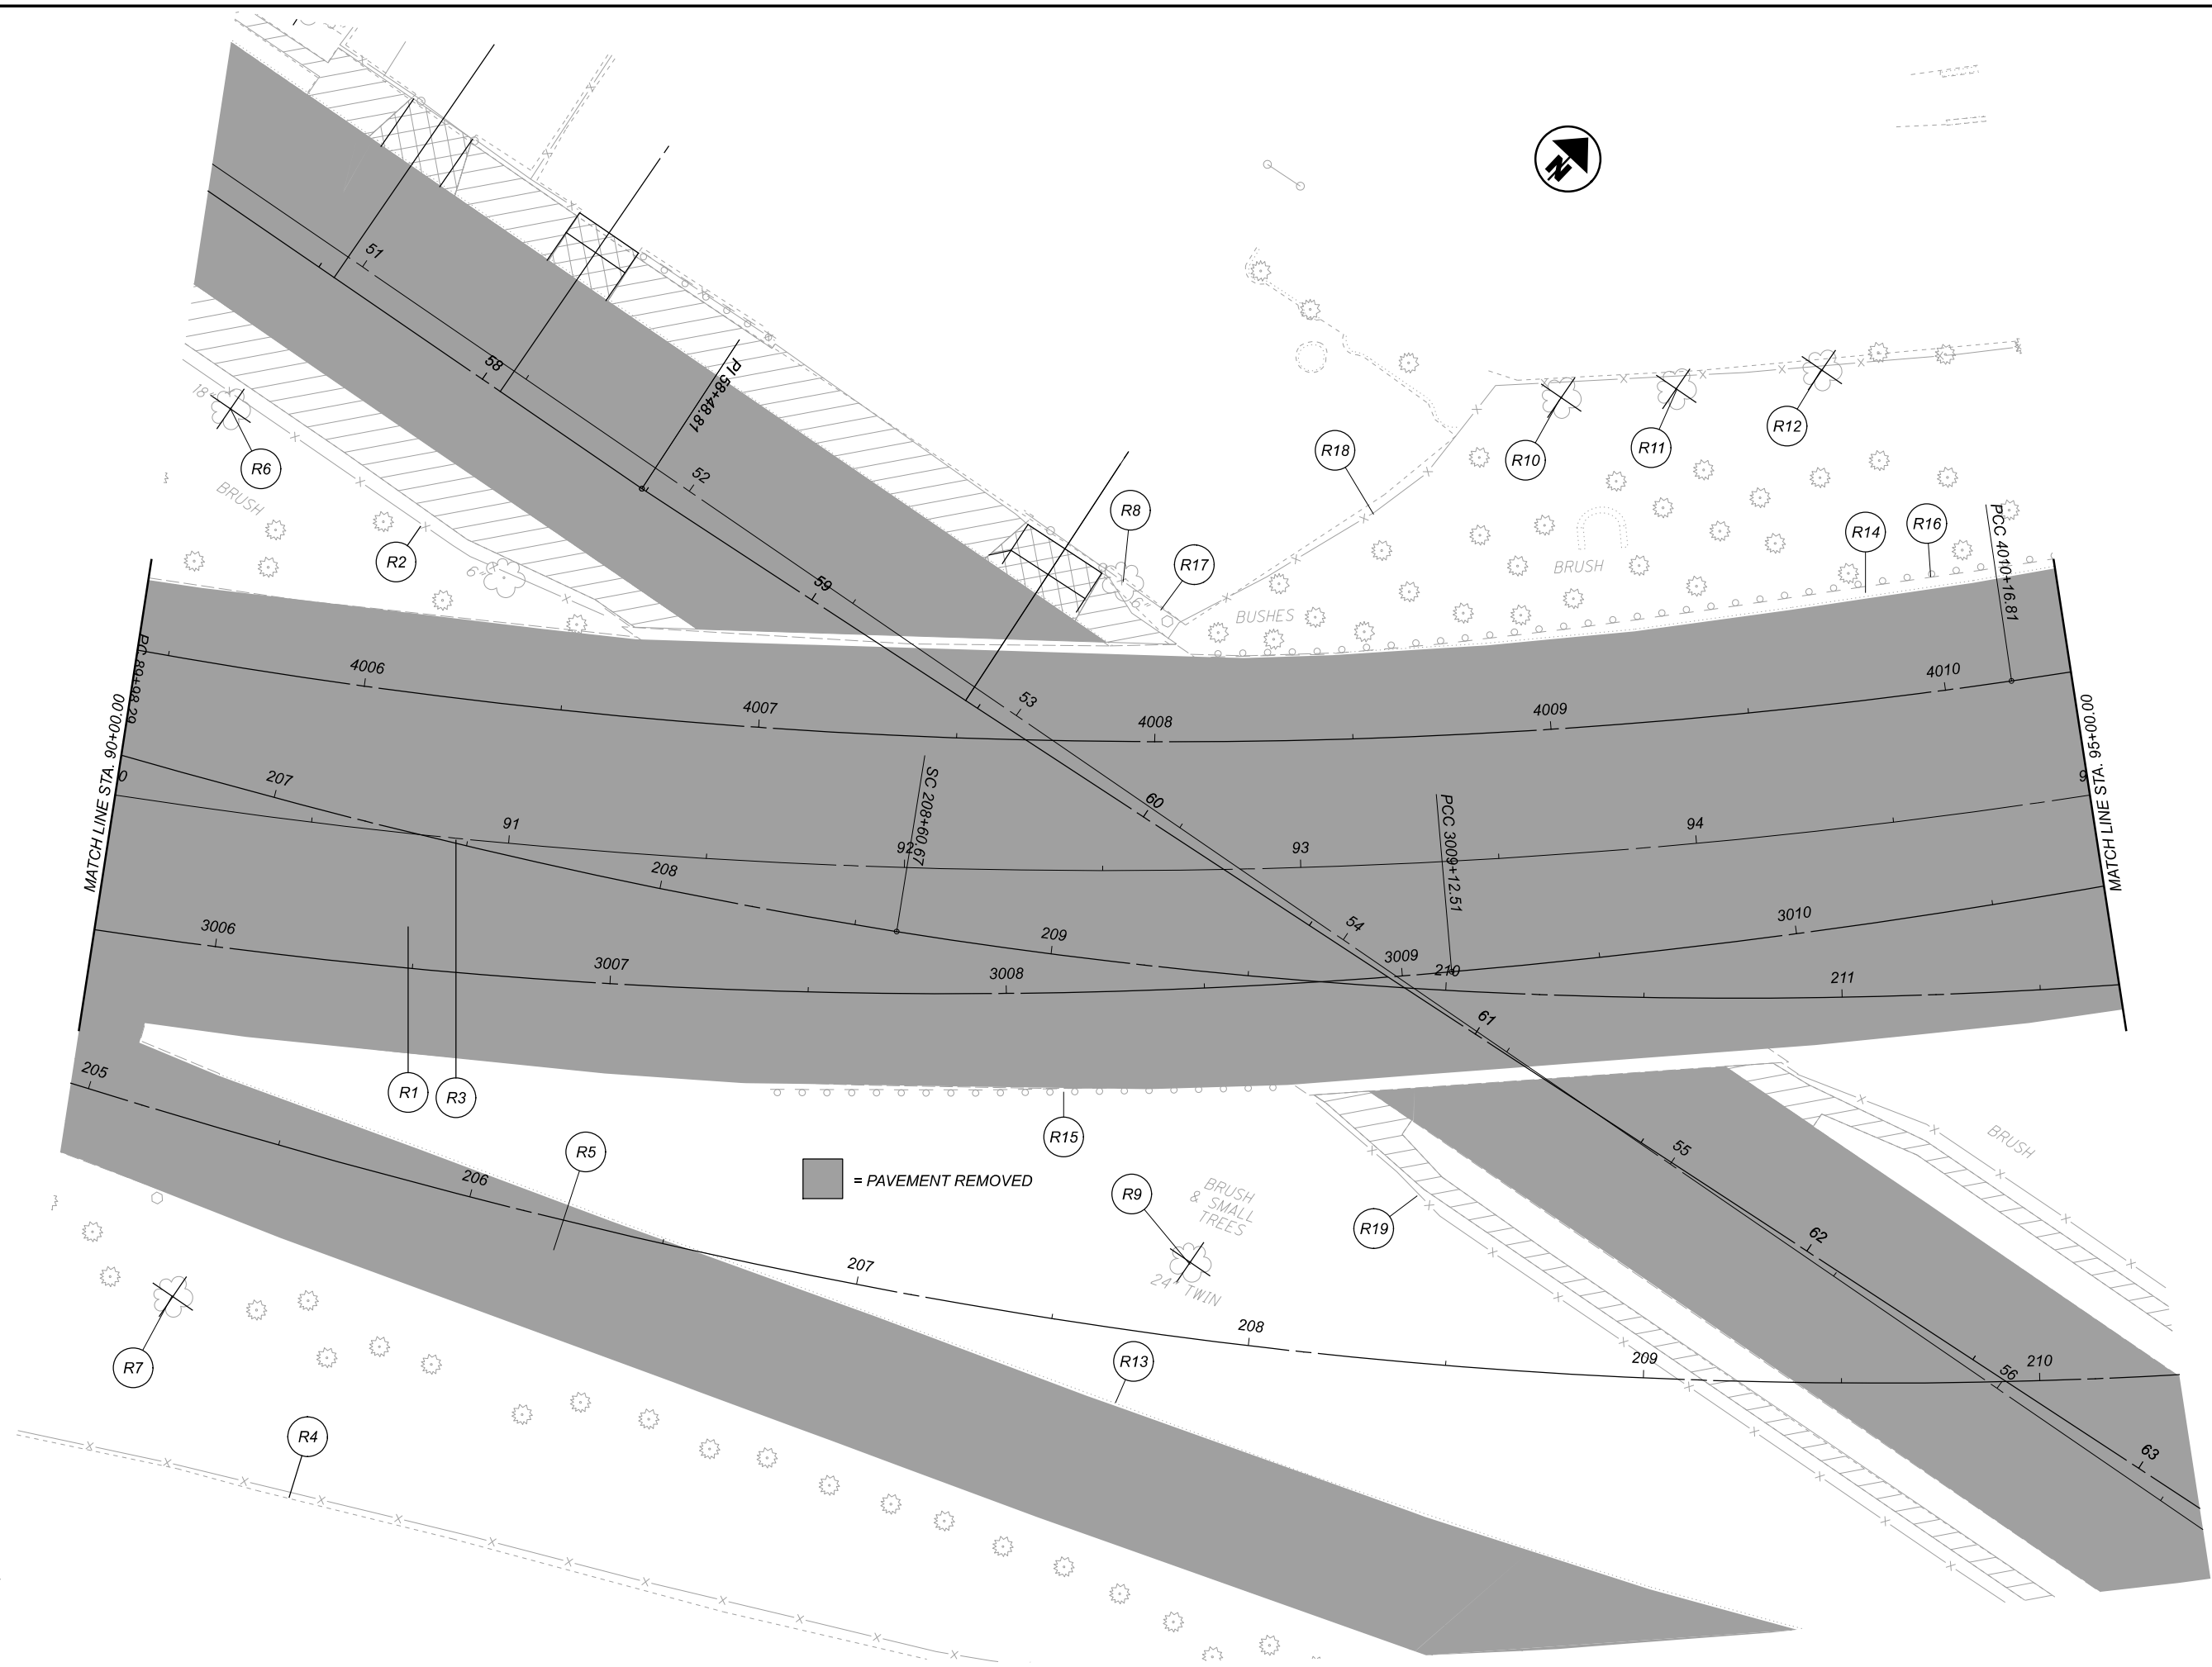 N
51
58
PI 58+48.81
52
18"
R6
BRUSH
R2
6"
59
R8
6"
R17
R18
R10
R11
R12
R14
R16
BRUSH
BUSHES
PCC 4010+16.81
MATCH LINE STA. 90+00.00
PC 89+98.29
4006
4007
53
4008
4009
4010
MATCH LINE STA. 95+00.00
0
207
91
208
92
SC 208+60.67
60
93
PCC 3009+12.51
94
9
3006
3007
3008
209
54
3009
210
3010
211
61
205
R1
R3
R15
206
R5
= PAVEMENT REMOVED
R9
BRUSH
& SMALL
TREES
24" TWIN
R19
55
62
BRUSH
207
208
209
56
210
63
R7
R13
R4